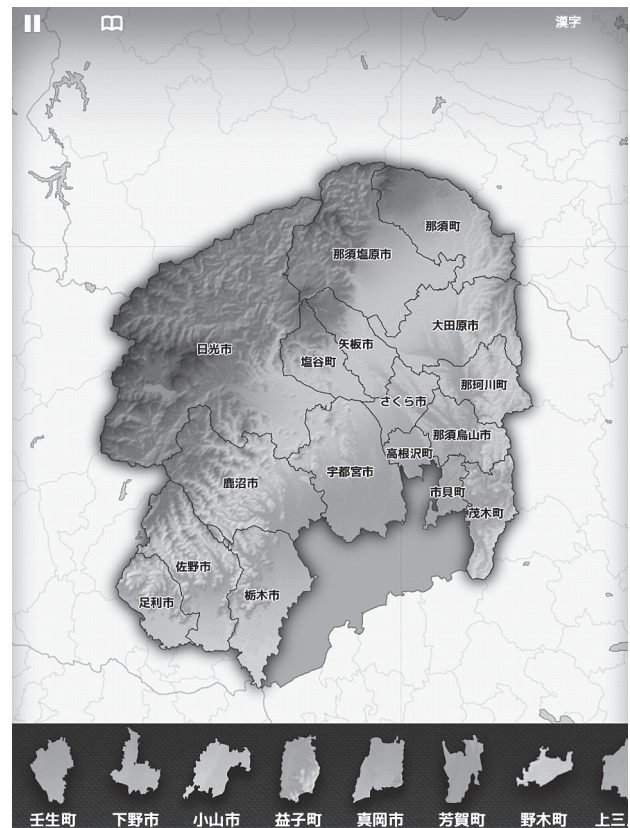 漢字
那須町
那須塩原市
大田原市
日光市
矢板市
塩谷町
那珂川町
さくら市
那須烏山市
高根沢町
宇都宮市
鹿沼市
市貝町
茂木町
佐野市
栃木市
足利市
壬生町 下野市 小山市 益子町 真岡市 芳賀町 野木町 上三